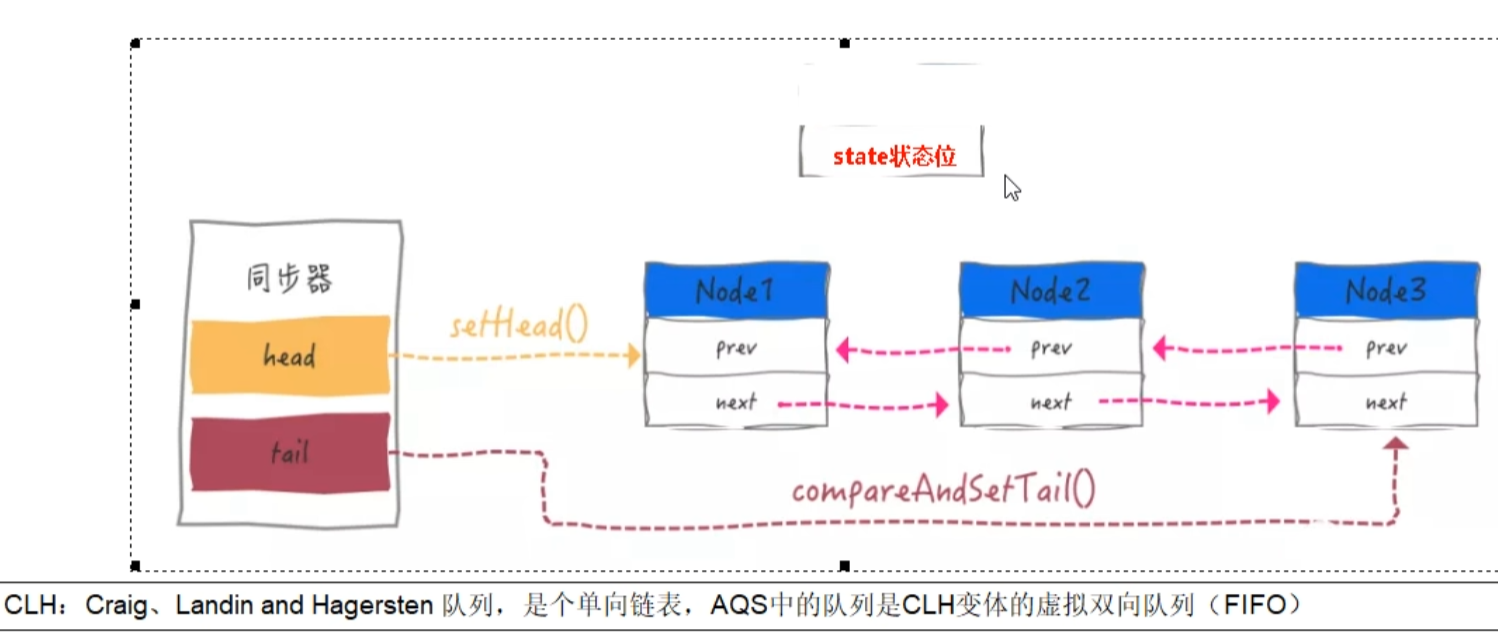 state状态位
同步器
head
tail
setHead()
Node1
prev
next
Node2
prev
next
Node3
prev
next
compareAndSetTail()
CLH：Craig、Landin and Hagersten 队列，是个单向链表，AQS中的队列是CLH变体的虚拟双向队列（FIFO）